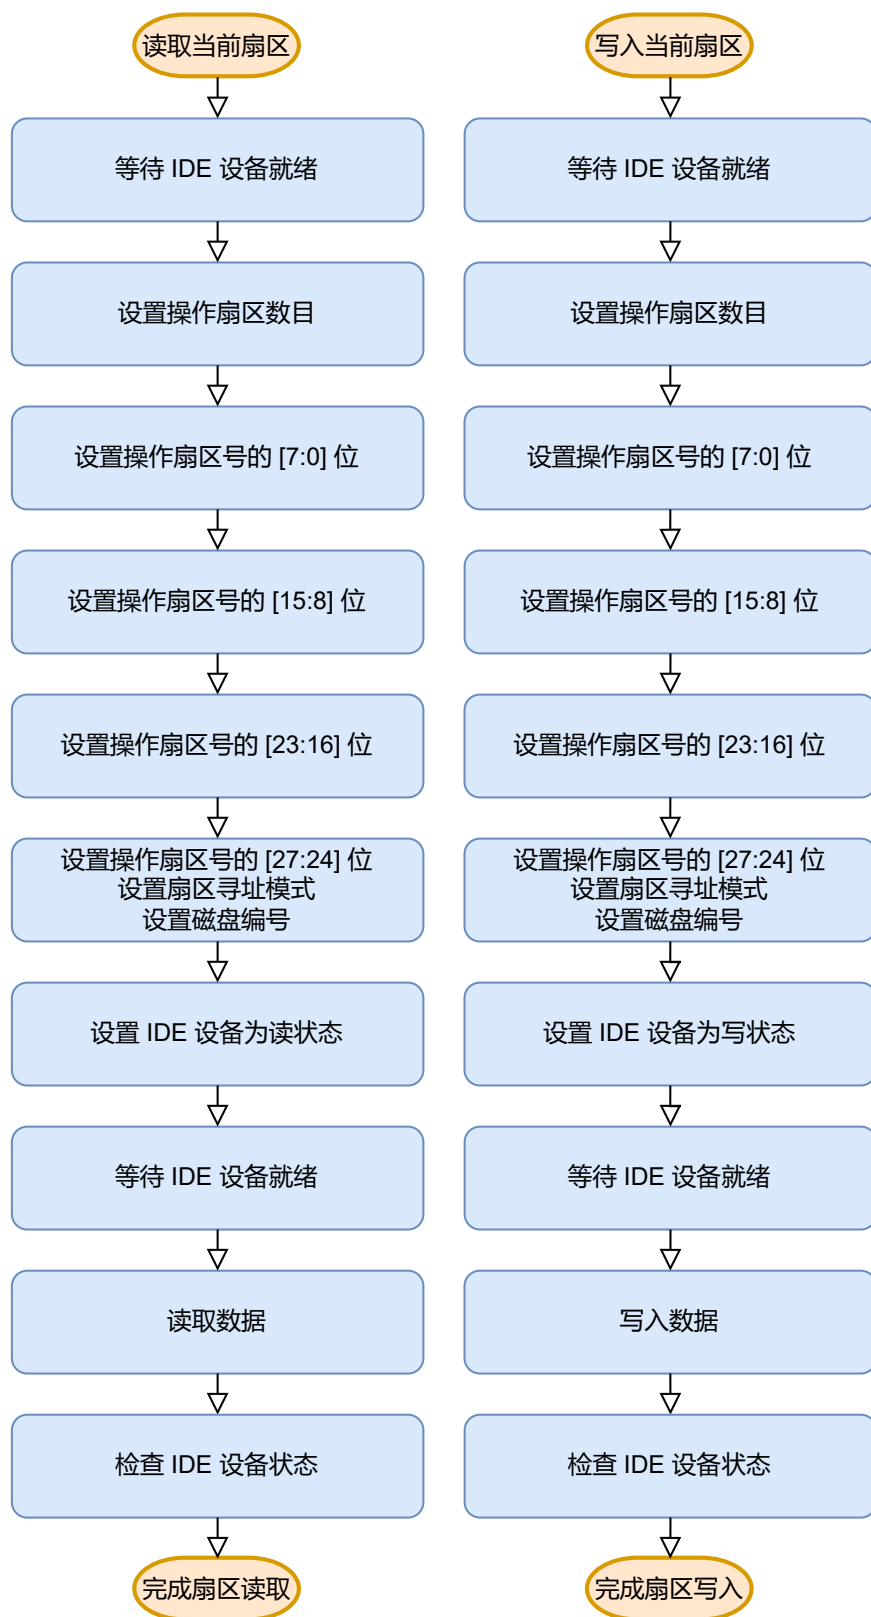 读取当前扇区
等待 IDE 设备就绪
设置操作扇区数目
设置操作扇区号的 [7:0] 位
设置操作扇区号的 [15:8] 位
设置操作扇区号的 [23:16] 位
设置操作扇区号的 [27:24] 位
设置扇区寻址模式
设置磁盘编号
设置 IDE 设备为读状态
等待 IDE 设备就绪
读取数据
检查 IDE 设备状态
完成扇区读取
写入当前扇区
等待 IDE 设备就绪
设置操作扇区数目
设置操作扇区号的 [7:0] 位
设置操作扇区号的 [15:8] 位
设置操作扇区号的 [23:16] 位
设置操作扇区号的 [27:24] 位
设置扇区寻址模式
设置磁盘编号
设置 IDE 设备为写状态
等待 IDE 设备就绪
写入数据
检查 IDE 设备状态
完成扇区写入